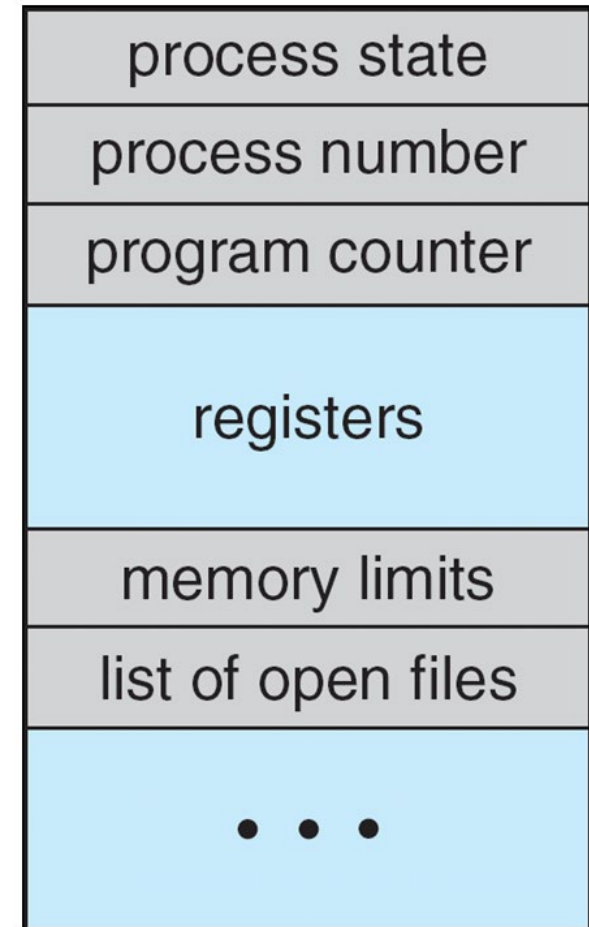 process state
process number
program counter
registers
memory limits
list of open files
• • •